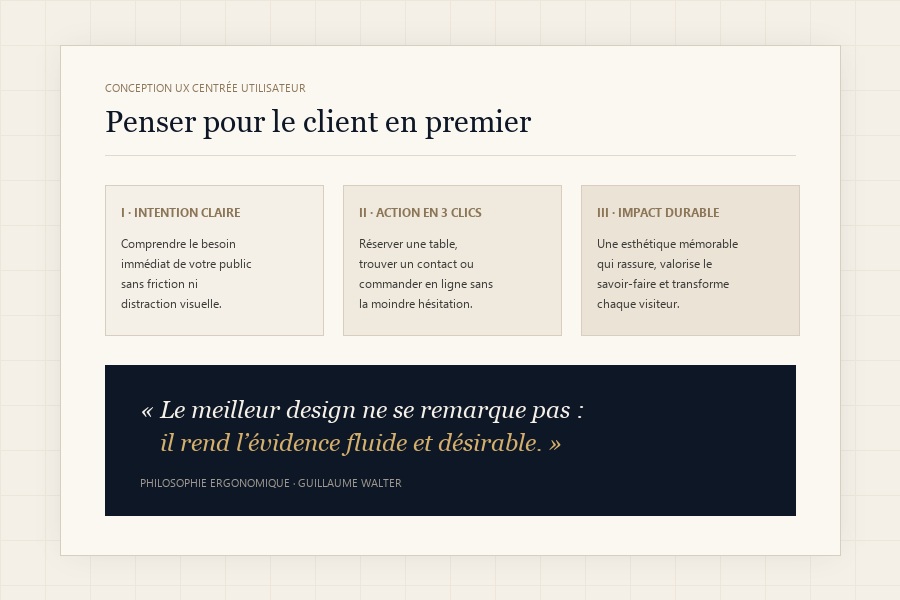 CONCEPTION UX CENTRÉE UTILISATEUR
Penser pour le client en premier
I · INTENTION CLAIRE
Comprendre le besoin
immédiat de votre public
sans friction ni
distraction visuelle.
II · ACTION EN 3 CLICS
Réserver une table,
trouver un contact ou
commander en ligne sans
la moindre hésitation.
III · IMPACT DURABLE
Une esthétique mémorable
qui rassure, valorise le
savoir-faire et transforme
chaque visiteur.
« Le meilleur design ne se remarque pas :
il rend l’évidence fluide et désirable. »
PHILOSOPHIE ERGONOMIQUE · GUILLAUME WALTER